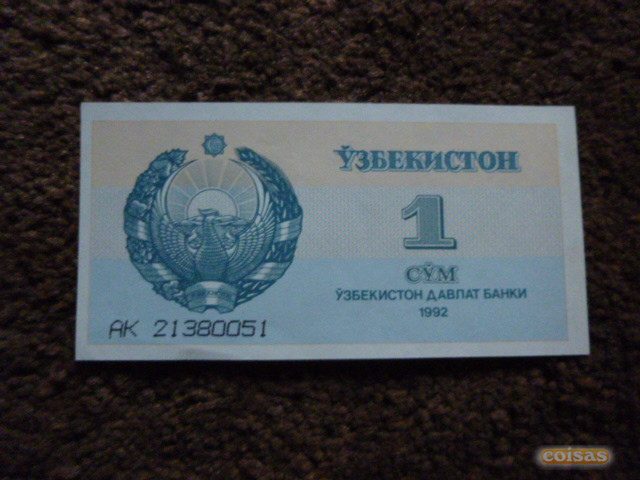 ЎЗБЕКИСТОН
1
СЎМ
ЎЗБЕКИСТОН ДАВЛАТ БАНКИ
1992
АК 21380051
coisas